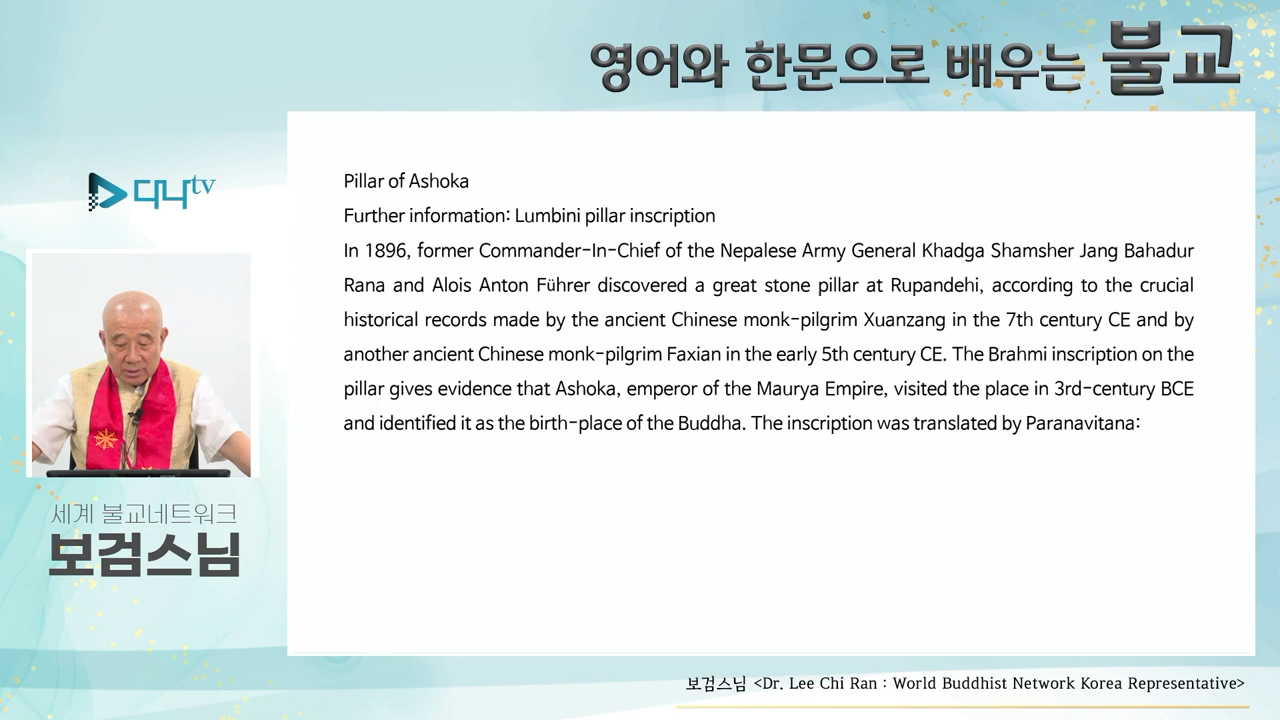 영어와 한문으로 배우는 불교
디나tv
Pillar of Ashoka
Further information: Lumbini pillar inscription
In 1896, former Commander-In-Chief of the Nepalese Army General Khadga Shamsher Jang Bahadur
Rana and Alois Anton Führer discovered a great stone pillar at Rupandehi, according to the crucial
historical records made by the ancient Chinese monk-pilgrim Xuanzang in the 7th century CE and by
another ancient Chinese monk-pilgrim Faxian in the early 5th century CE. The Brahmi inscription on the
pillar gives evidence that Ashoka, emperor of the Maurya Empire, visited the place in 3rd-century BCE
and identified it as the birth-place of the Buddha. The inscription was translated by Paranavitana:
세계 불교네트워크
보검스님
보검스님 <Dr. Lee Chi Ran : World Buddhist Network Korea Representative>